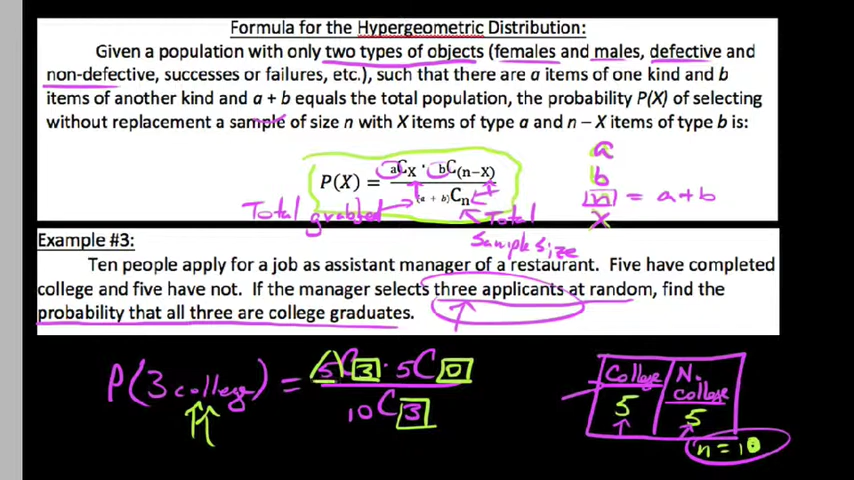 Formula for the Hypergeometric Distribution:
Given a population with only two types of objects (females and males, defective and
non-defective, successes or failures, etc.), such that there are a items of one kind and b
items of another kind and a + b equals the total population, the probability P(X) of selecting
without replacement a sample of size n with X items of type a and n – X items of type b is:
P(X) = aCX · bC(n-X) / (a + b)Cn
a
b
n = a+b
X
Total grabbed
Total
Sample size
Example #3:
Ten people apply for a job as assistant manager of a restaurant. Five have completed
college and five have not. If the manager selects three applicants at random, find the
probability that all three are college graduates.
P(3 college) = 5C3 · 5C0 / 10C3
College N. college
5 5
n = 10